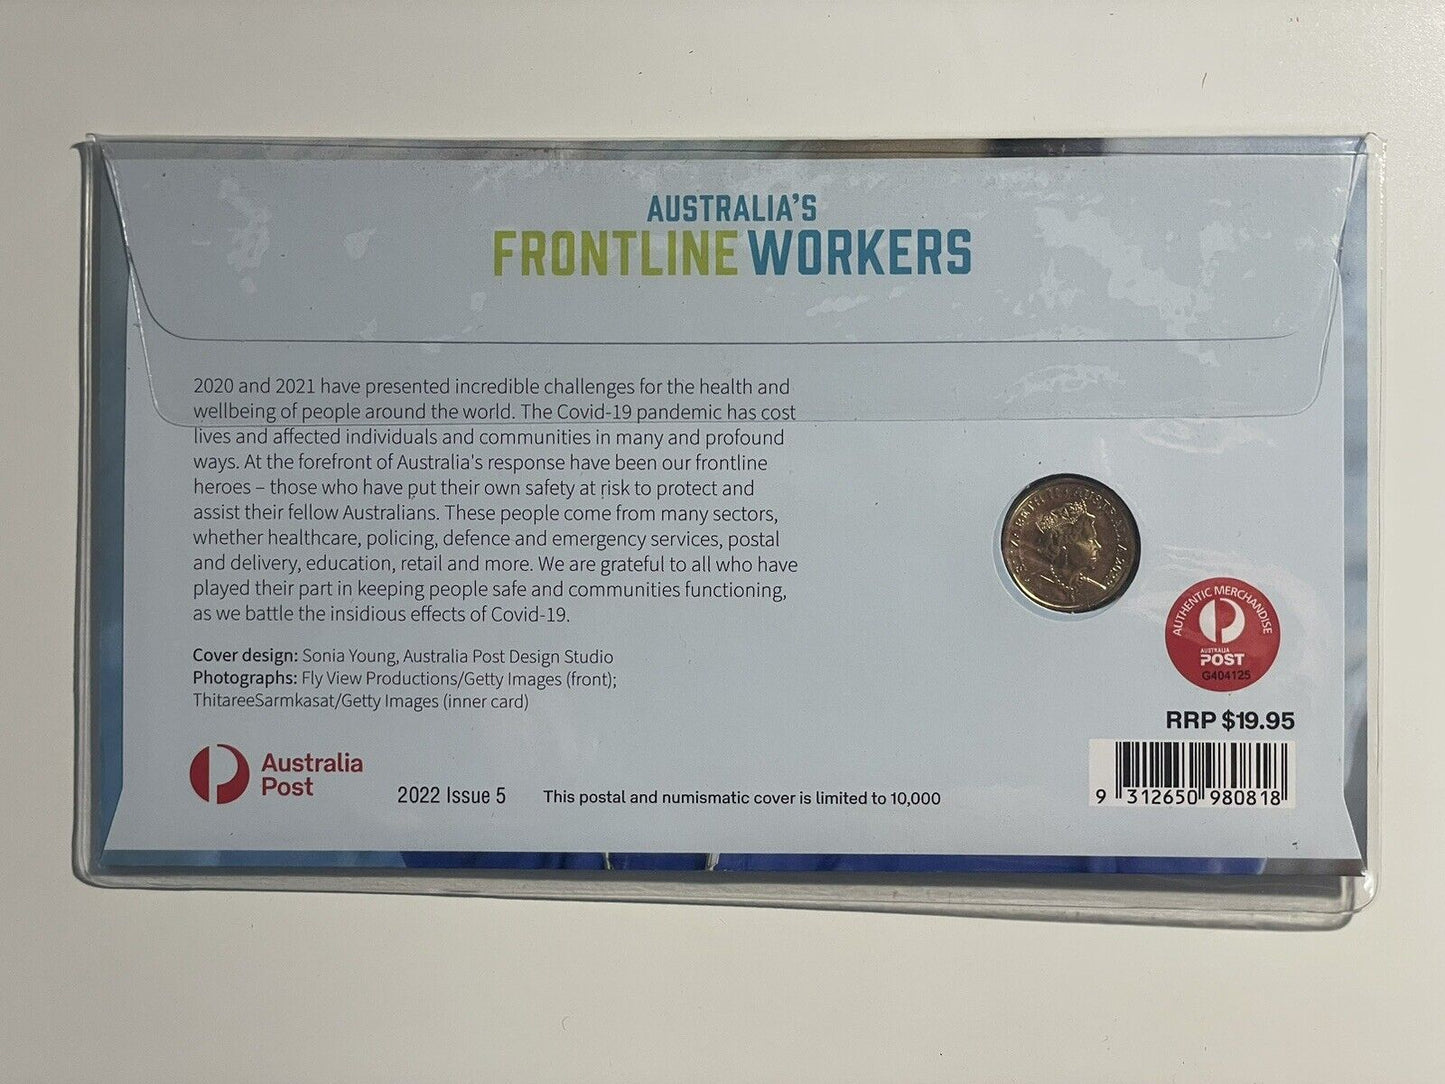 AUSTRALIA'S
FRONTLINE WORKERS
2020 and 2021 have presented incredible challenges for the health and
wellbeing of people around the world. The Covid-19 pandemic has cost
lives and affected individuals and communities in many and profound
ways. At the forefront of Australia's response have been our frontline
heroes – those who have put their own safety at risk to protect and
assist their fellow Australians. These people come from many sectors,
whether healthcare, policing, defence and emergency services, postal
and delivery, education, retail and more. We are grateful to all who have
played their part in keeping people safe and communities functioning,
as we battle the insidious effects of Covid-19.
Cover design: Sonia Young, Australia Post Design Studio
Photographs: Fly View Productions/Getty Images (front);
ThitareeSarmkasat/Getty Images (inner card)
Australia
Post
2022 Issue 5
This postal and numismatic cover is limited to 10,000
ELIZABETH II AUSTRALIA 2022
AUTHENTIC MERCHANDISE
AUSTRALIA
POST
G404125
RRP $19.95
9 312650 980818